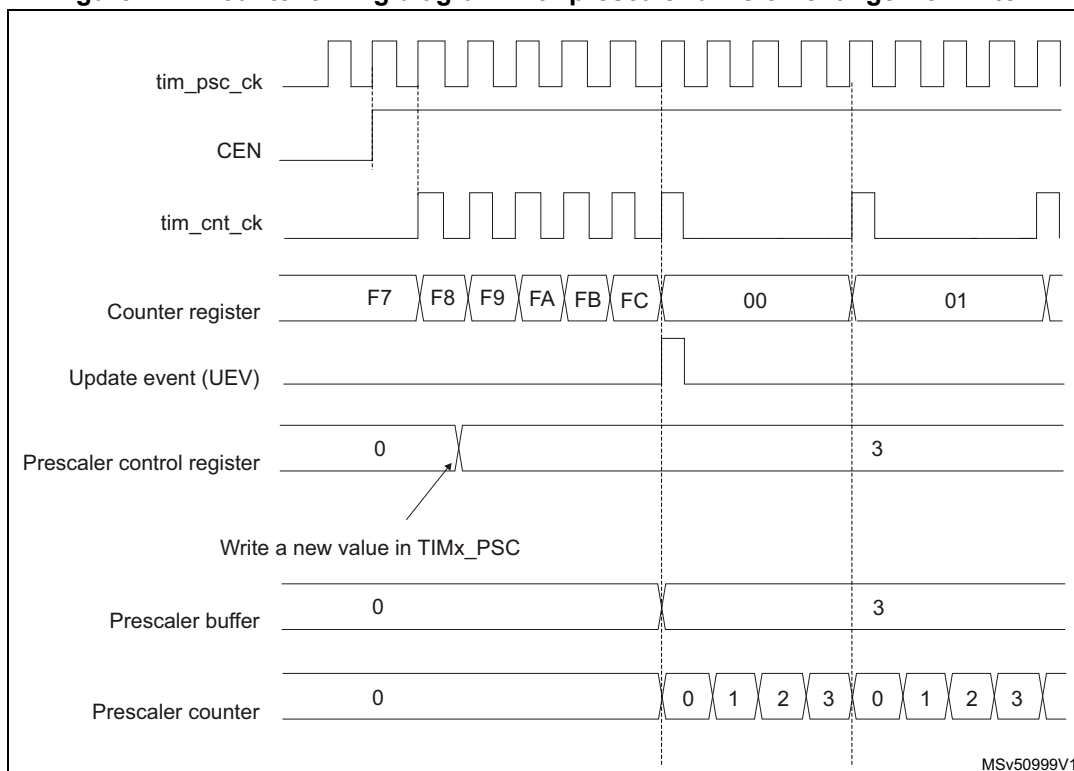 tim_psc_ck
CEN
tim_cnt_ck
Counter register F7 F8 F9 FA FB FC 00 01
Update event (UEV)
Prescaler control register 0 3
Write a new value in TIMx_PSC
Prescaler buffer 0 3
Prescaler counter 0 0 1 2 3 0 1 2 3
MSv50999V1